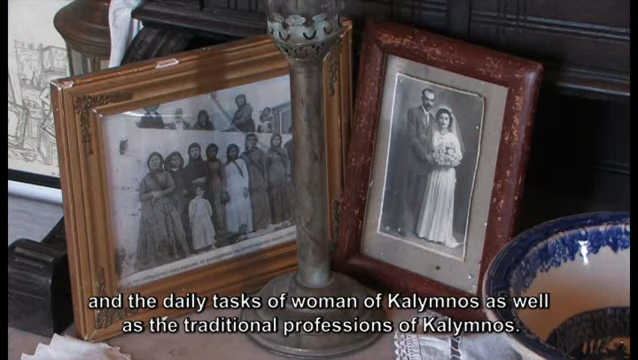 and the daily tasks of woman of Kalymnos as well
as the traditional professions of Kalymnos.